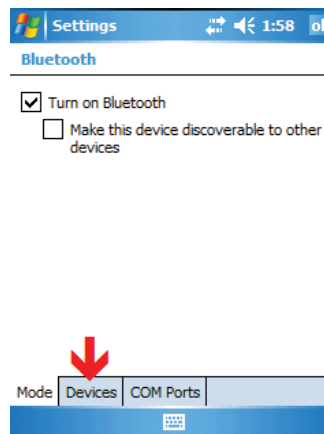 Settings 1:58 ok
Bluetooth
Turn on Bluetooth
Make this device discoverable to other
devices
Mode Devices COM Ports